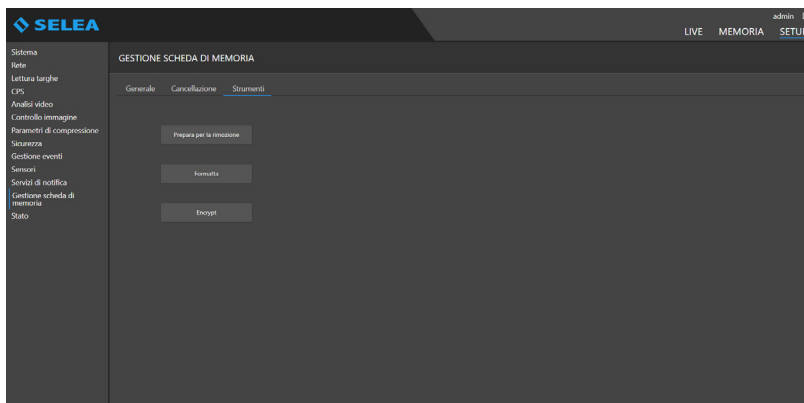 SELEA
admin
LIVE MEMORIA SETUP
Sistema
Rete
Lettura targhe
CPS
Analisi video
Controllo immagine
Parametri di compressione
Sicurezza
Gestione eventi
Sensori
Servizi di notifica
Gestione scheda di
memoria
Stato
GESTIONE SCHEDA DI MEMORIA
Generale Cancellazione Strumenti
Prepara per la rimozione
Formatta
Encrypt